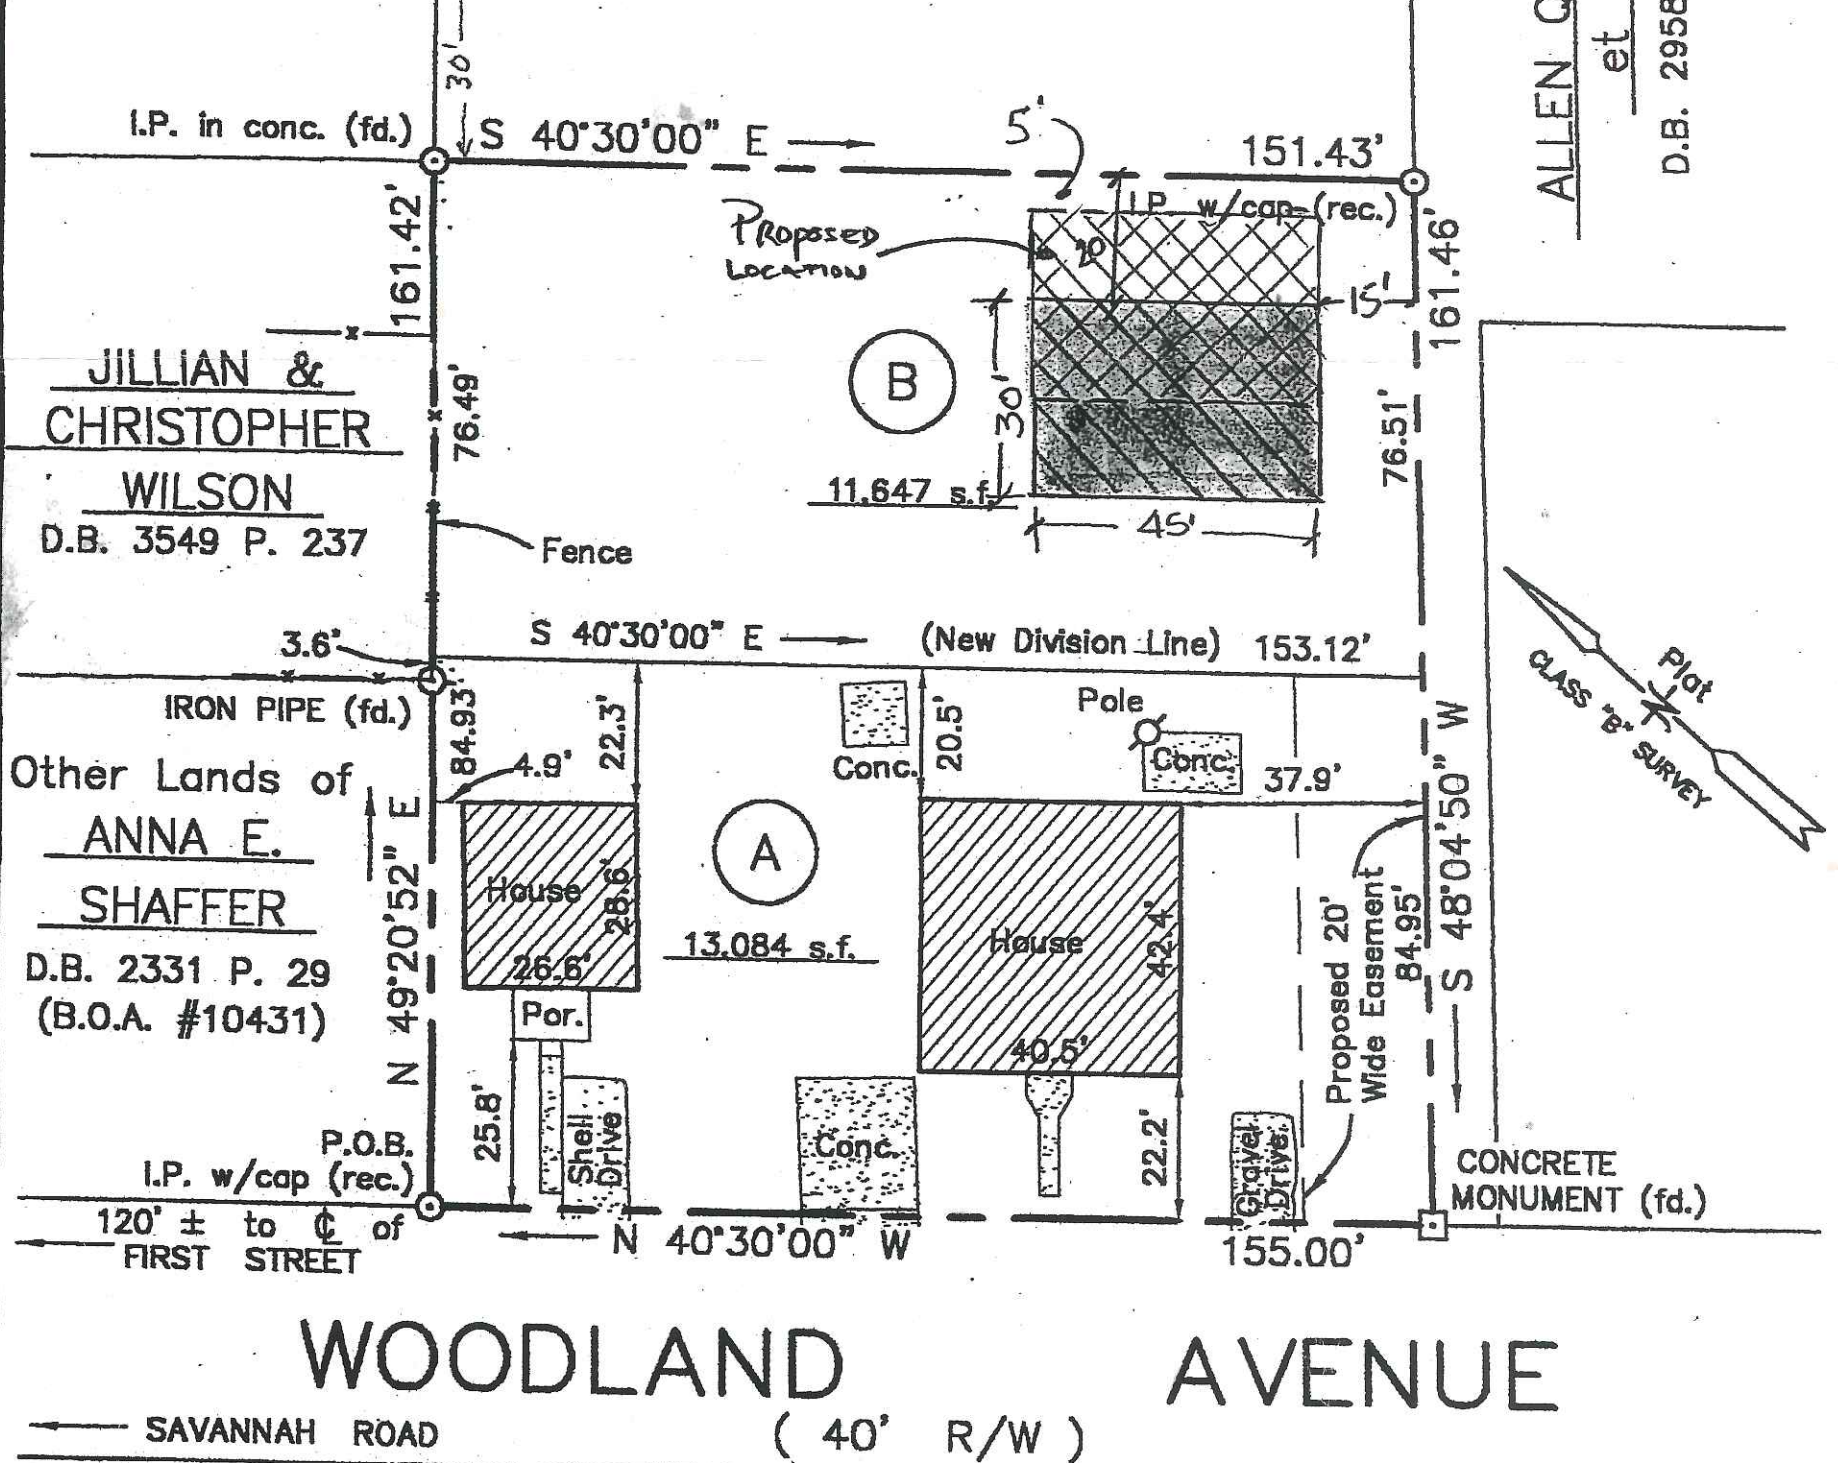 30'
ALLEN
et
D.B. 2958
I.P. in conc. (fd.)
S 40°30'00" E
5'
151.43'
I.P. w/cap (rec.)
PROPOSED
LOCATION
20
161.42'
161.46'
15'
JILLIAN &
CHRISTOPHER
WILSON
D.B. 3549 P. 237
76.49'
B
30'
76.51'
11.647 s.f.
45'
Fence
3.6'
S 40°30'00" E
(New Division Line)
153.12'
IRON PIPE (fd.)
84.93'
22.3'
Conc.
20.5'
Pole
Conc.
37.9'
4.9'
Plat
CLASS "B" SURVEY
Other Lands of
ANNA E.
SHAFFER
D.B. 2331 P. 29
(B.O.A. #10431)
N 49°20'52" E
House
28.6'
26.6'
Por.
A
13.084 s.f.
House
42.4'
40.5'
Proposed 20'
Wide Easement
84.95'
S 48°04'50" W
25.8'
Shell
Drive
Conc.
22.2'
Gravel
Drive
P.O.B.
I.P. w/cap (rec.)
CONCRETE
MONUMENT (fd.)
120' ± to ℄ of
FIRST STREET
N 40°30'00" W
155.00'
WOODLAND AVENUE
SAVANNAH ROAD
( 40' R/W )